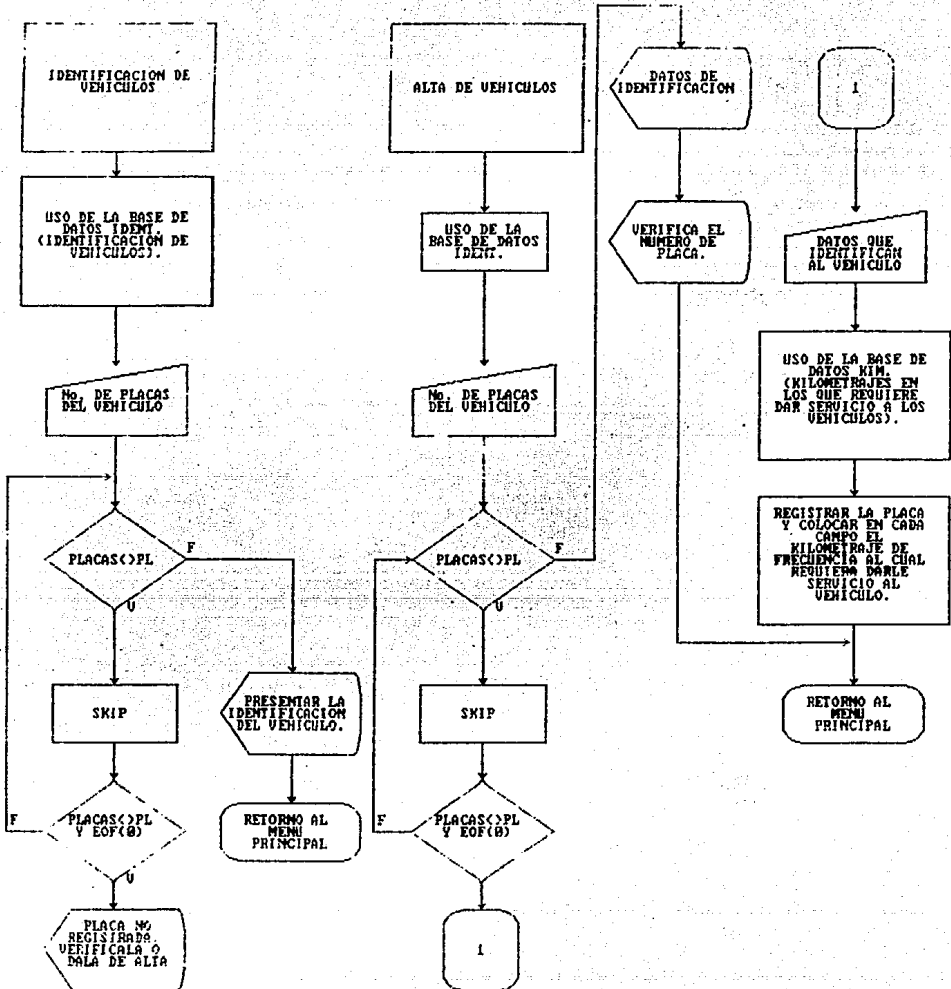 IDENTIFICACION DE
VEHICULOS
USO DE LA BASE DE
DATOS IDENT.
(IDENTIFICACION DE
VEHICULOS).
No. DE PLACAS
DEL VEHICULO
PLACAS<>PL
F
V
SKIP
PLACAS<>PL
Y EOF(0)
F
V
PLACA NO
REGISTRADA
VERIFICALA O
DALA DE ALTA
PRESENTAR LA
IDENTIFICACION
DEL VEHICULO.
RETORNO AL
MENU
PRINCIPAL
ALTA DE VEHICULOS
USO DE LA
BASE DE DATOS
IDENT.
No. DE PLACAS
DEL VEHICULO
PLACAS<>PL
F
V
SKIP
PLACAS<>PL
Y EOF(0)
F
1
DATOS DE
IDENTIFICACION
VERIFICA EL
NUMERO DE
PLACA.
1
DATOS QUE
IDENTIFICAN
AL VEHICULO
USO DE LA BASE DE
DATOS KIM.
(KILOMETRAJES EN
LOS QUE REQUIERE
DAR SERVICIO A LOS
VEHICULOS).
REGISTRAR LA PLACA
Y COLOCAR EN CADA
CAMPO EL
KILOMETRAJE DE
FRECUENCIA AL CUAL
REQUIERA DARLE
SERVICIO AL
VEHICULO.
RETORNO AL
MENU
PRINCIPAL